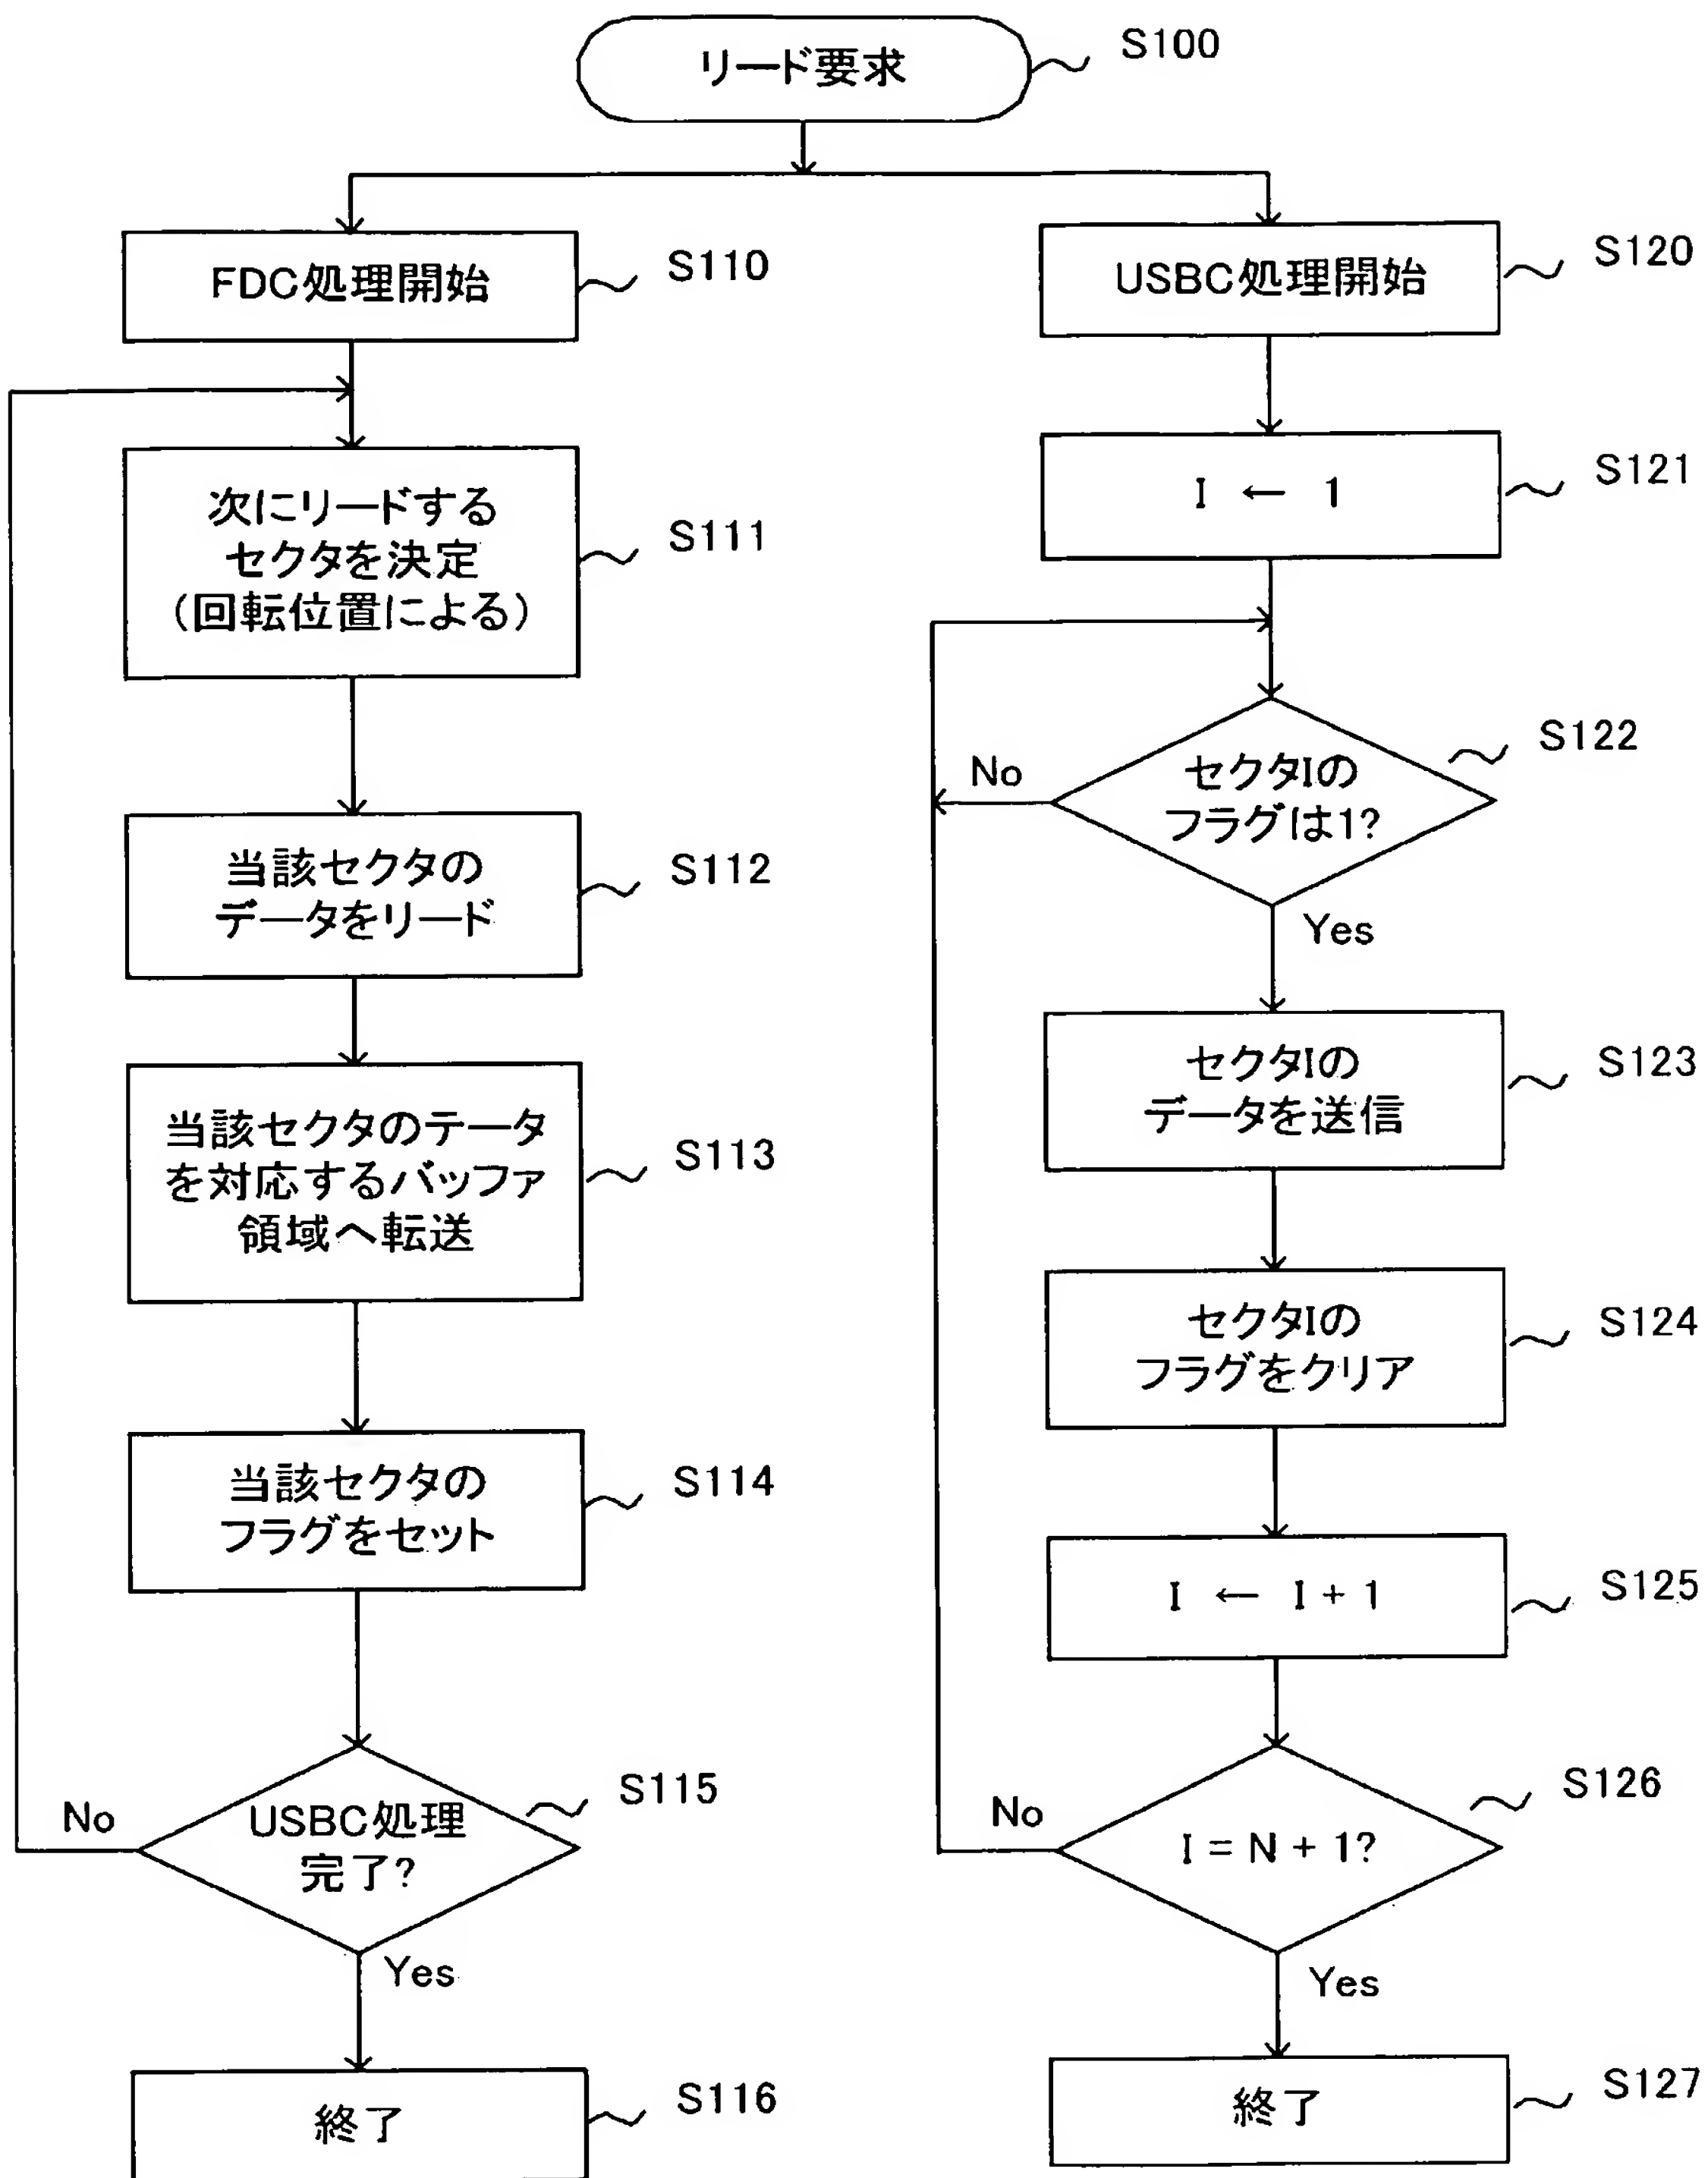 リード要求
S100
FDC処理開始
S110
次にリードする
セクタを決定
(回転位置による)
S111
当該セクタの
データをリード
S112
当該セクタのテータ
を対応するバッファ
領域へ転送
S113
当該セクタの
フラグをセット
S114
USBC処理
完了?
S115
No
Yes
終了
S116
USBC処理開始
S120
I ← 1
S121
セクタIの
フラグは1?
S122
No
Yes
セクタIの
データを送信
S123
セクタIの
フラグをクリア
S124
I ← I + 1
S125
I = N + 1?
S126
No
Yes
終了
S127